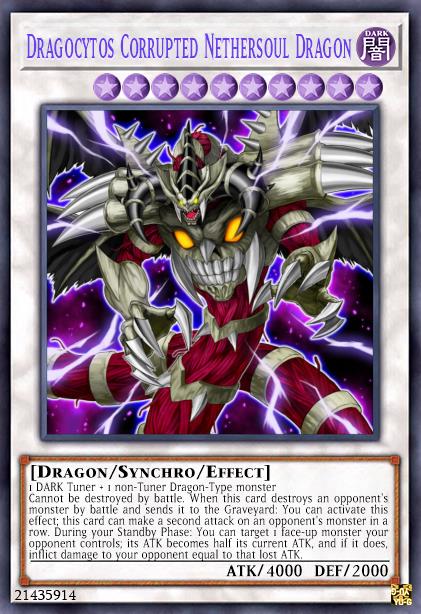 Dragocytos Corrupted Nethersoul Dragon
DARK
闇
[Dragon/Synchro/Effect]
1 DARK Tuner + 1 non-Tuner Dragon-Type monster
Cannot be destroyed by battle. When this card destroys an opponent's
monster by battle and sends it to the Graveyard: You can activate this
effect; this card can make a second attack on an opponent's monster in a
row. During your Standby Phase: You can target 1 face-up monster your
opponent controls; its ATK becomes half its current ATK, and if it does,
inflict damage to your opponent equal to that lost ATK.
ATK/4000 DEF/2000
21435914